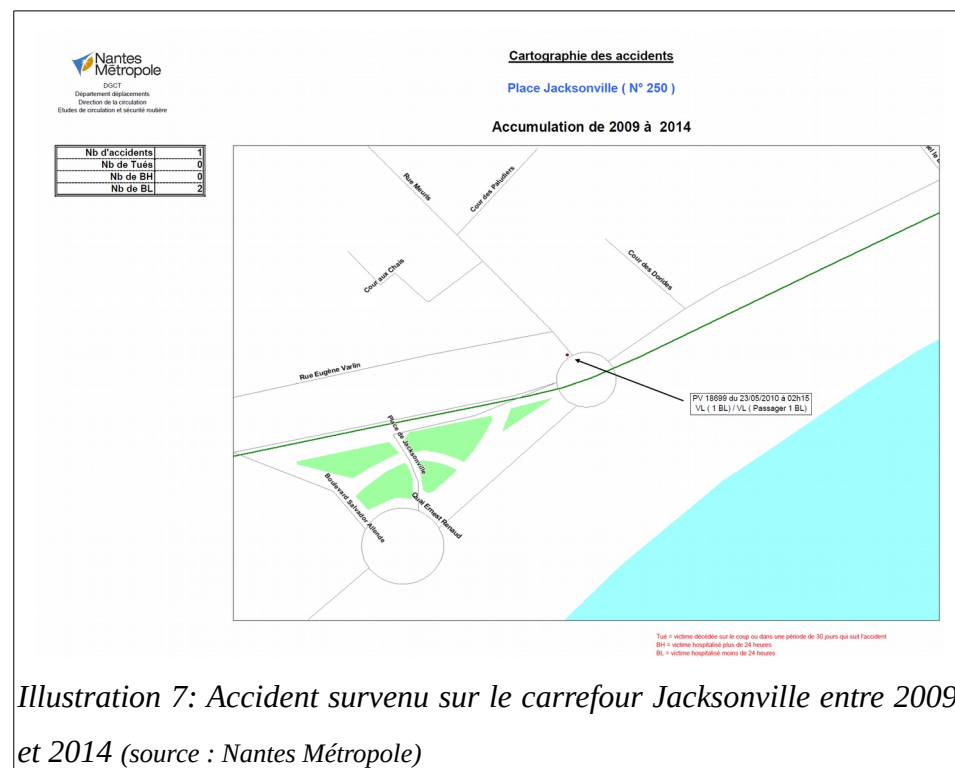 Nantes
Métropole
DGCT
Département déplacements
Direction de la circulation
Etudes de circulation et sécurité routière
Cartographie des accidents
Place Jacksonville ( N° 250 )
Accumulation de 2009 à 2014
Nb d'accidents 1
Nb de Tués 0
Nb de BH 0
Nb de BL 2
Rue Meuris
Cour des Paludiers
Cour aux Chais
Cour des Dorides
Rue Eugène Varlin
PV 18699 du 23/05/2010 à 02h15
VL ( 1 BL) / VL ( Passager 1 BL)
Place de Jacksonville
Boulevard Salvador Allende
Quai Ernest Renaud
Tué = victime décédée sur le coup ou dans une période de 30 jours qui suit l'accident
BH = victime hospitalisé plus de 24 heures
BL = victime hospitalisé moins de 24 heures
Illustration 7: Accident survenu sur le carrefour Jacksonville entre 2009
et 2014 (source : Nantes Métropole)